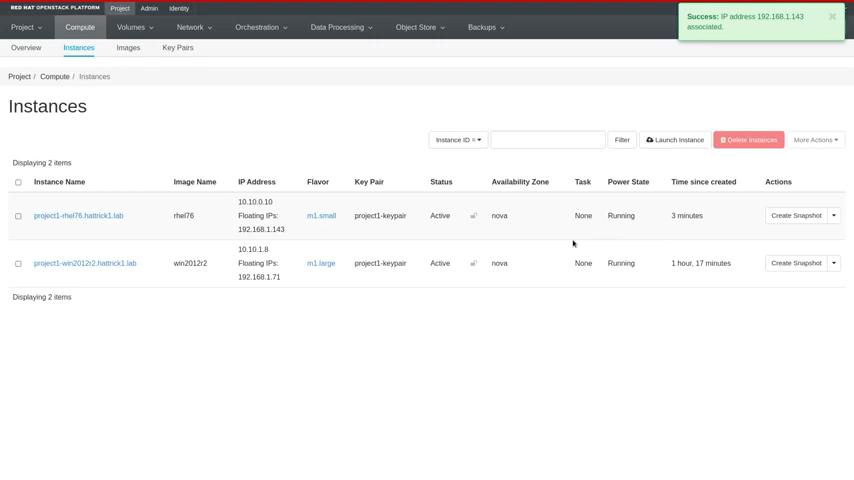 RED HAT OPENSTACK PLATFORM Project Admin Identity
Project Compute Volumes Network Orchestration Data Processing Object Store Backups
Success: IP address 192.168.1.143
associated.
Overview Instances Images Key Pairs
Project / Compute / Instances
Instances
Instance ID = Filter Launch Instance Delete Instances More Actions
Displaying 2 items
Instance Name Image Name IP Address Flavor Key Pair Status Availability Zone Task Power State Time since created Actions
10.10.0.10
project1-rhel76.hattrick1.lab rhel76 Floating IPs: m1.small project1-keypair Active nova None Running 3 minutes Create Snapshot
192.168.1.143
10.10.1.8
project1-win2012r2.hattrick1.lab win2012r2 Floating IPs: m1.large project1-keypair Active nova None Running 1 hour, 17 minutes Create Snapshot
192.168.1.71
Displaying 2 items